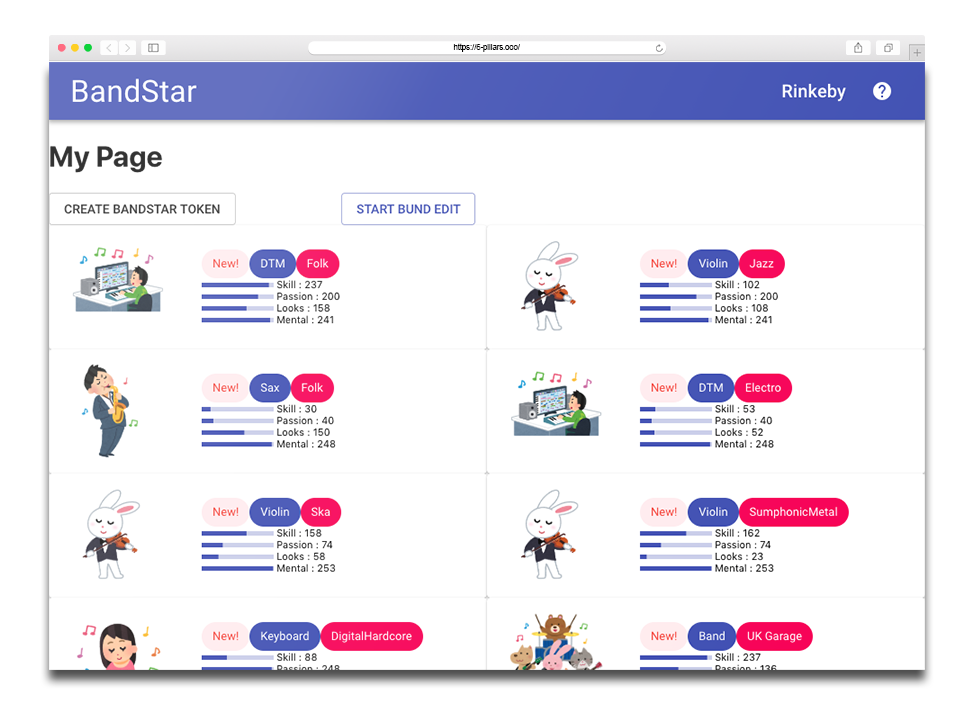 https://6-pillars.ooo/
BandStar
Rinkeby
?
My Page
CREATE BANDSTAR TOKEN
START BUND EDIT
New! DTM Folk
Skill : 237
Passion : 200
Looks : 158
Mental : 241
New! Violin Jazz
Skill : 102
Passion : 200
Looks : 108
Mental : 241
New! Sax Folk
Skill : 30
Passion : 40
Looks : 150
Mental : 248
New! DTM Electro
Skill : 53
Passion : 40
Looks : 52
Mental : 248
New! Violin Ska
Skill : 158
Passion : 74
Looks : 58
Mental : 253
New! Violin SumphonicMetal
Skill : 162
Passion : 74
Looks : 23
Mental : 253
New! Keyboard DigitalHardcore
Skill : 88
Passion : 248
New! Band UK Garage
Skill : 237
Passion : 136